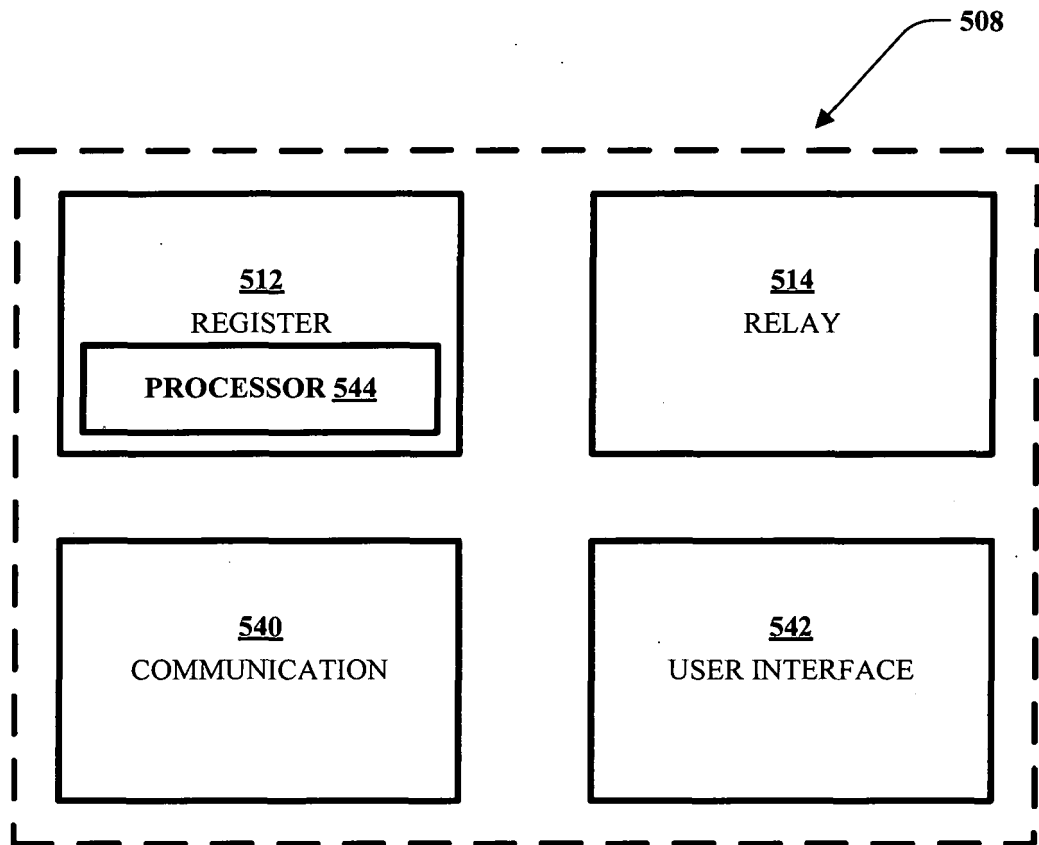 508
512
REGISTER
PROCESSOR 544
514
RELAY
540
COMMUNICATION
542
USER INTERFACE